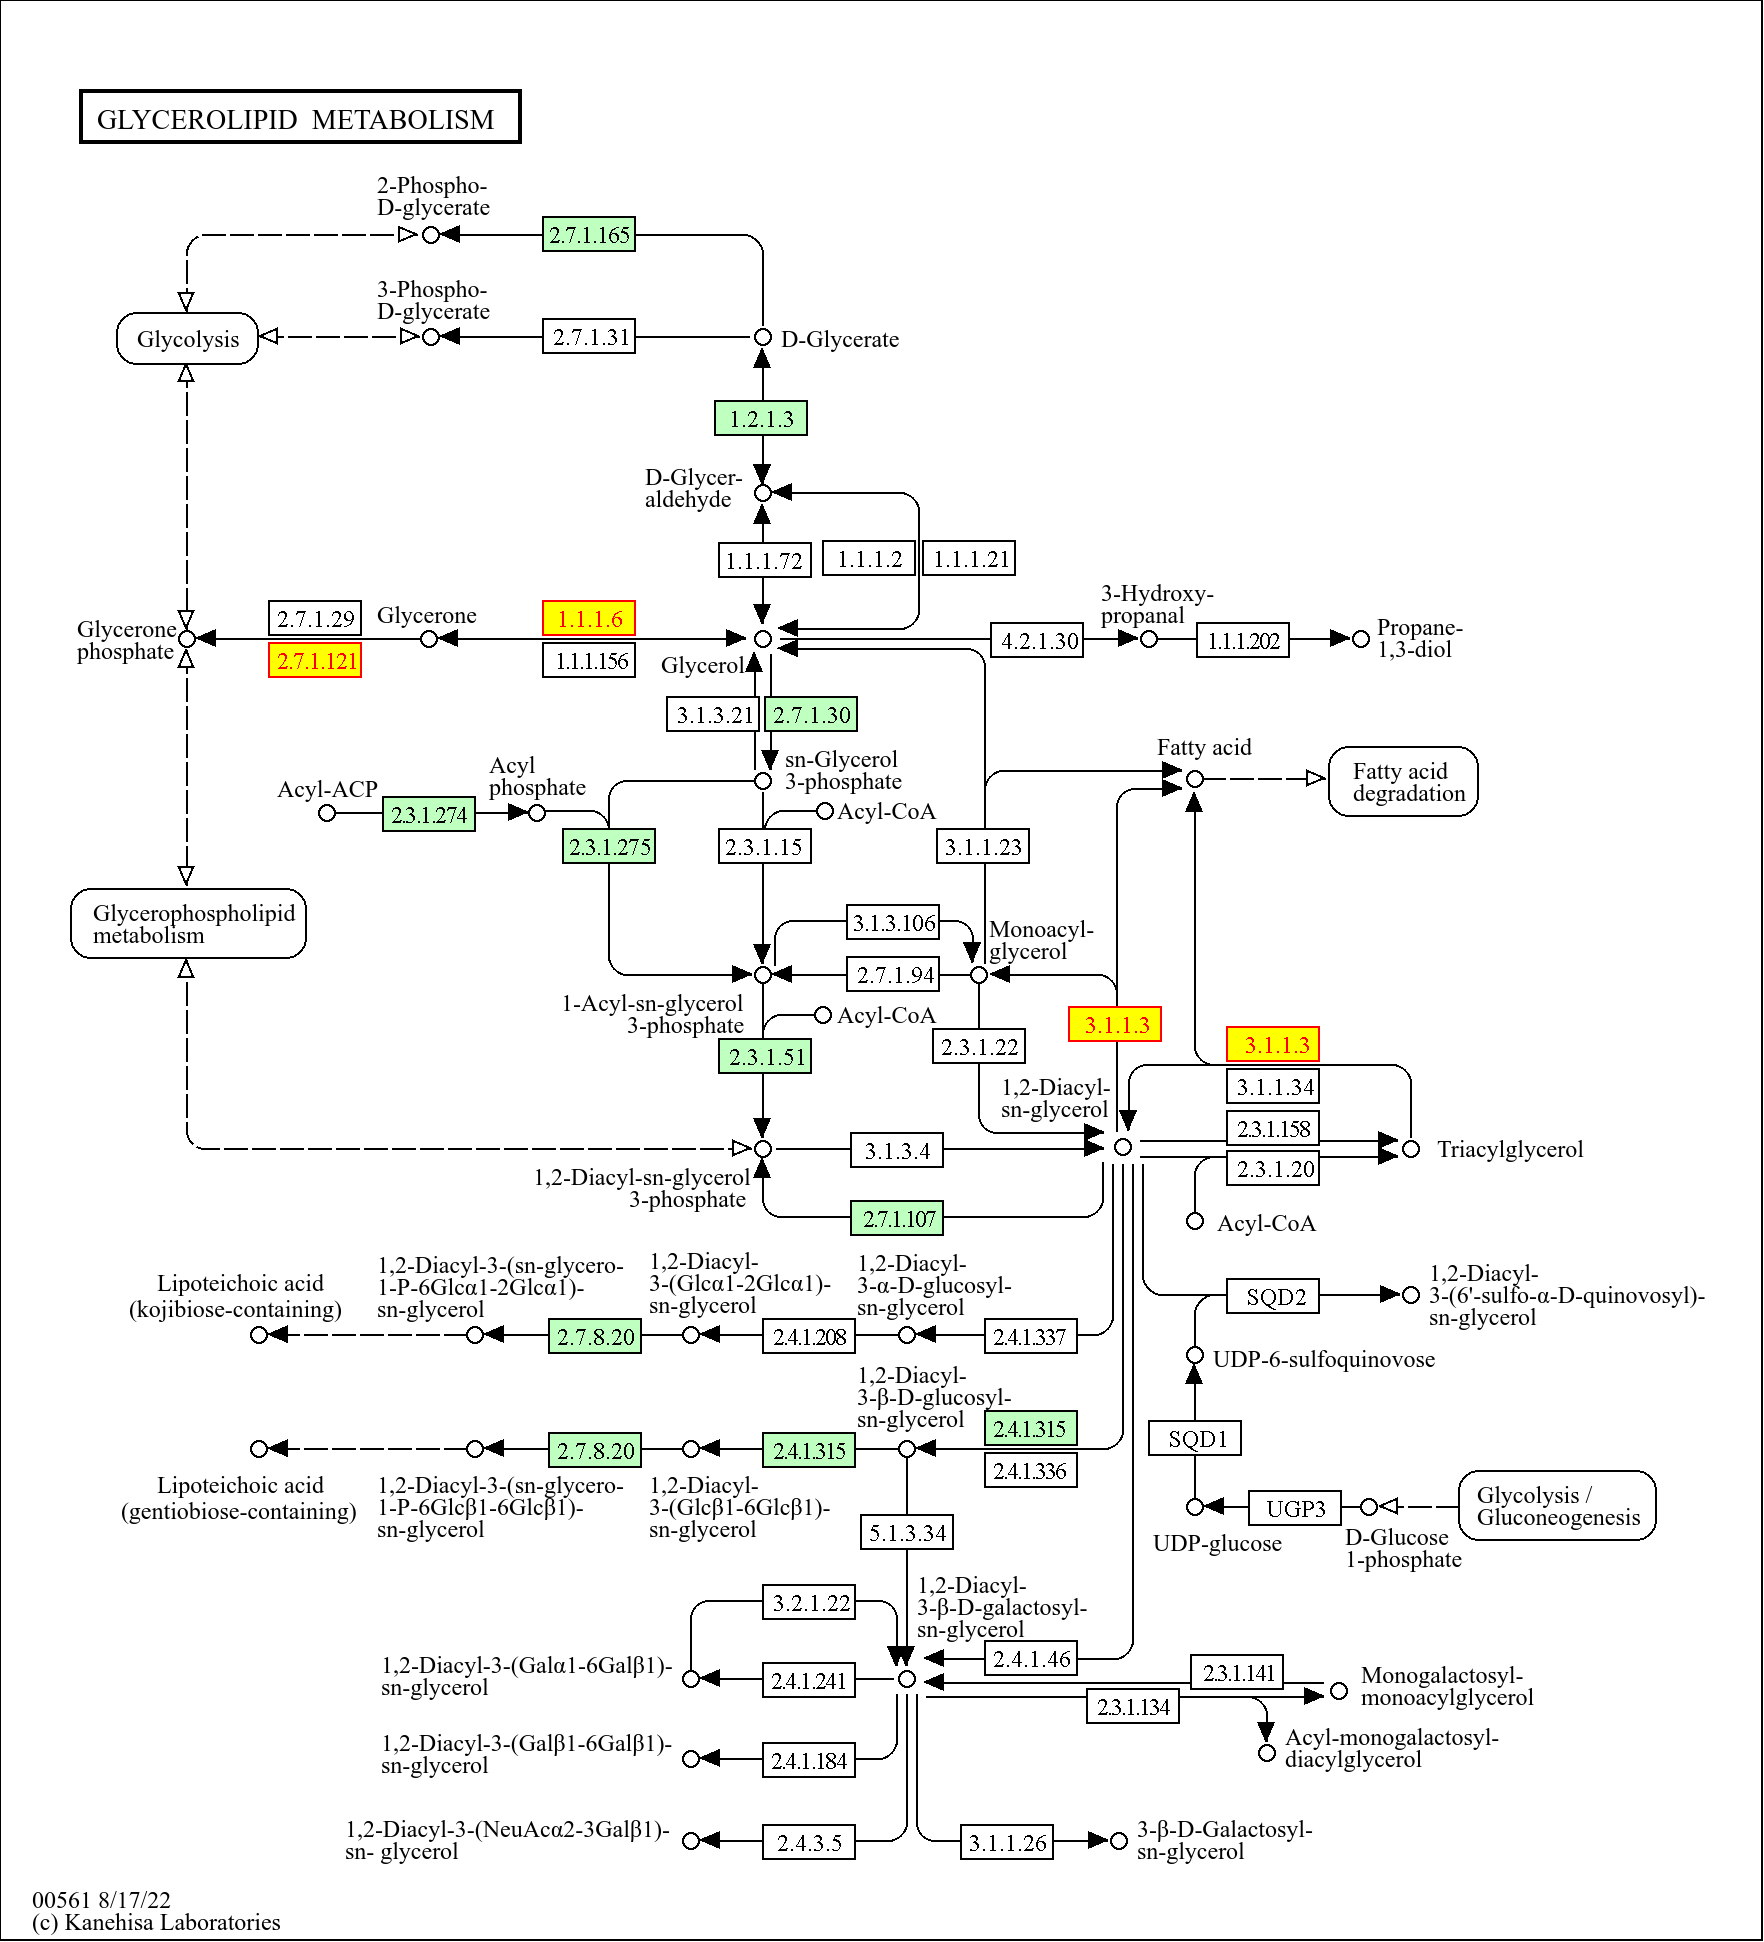 GLYCEROLIPID METABOLISM
2-Phospho-
D-glycerate
2.7.1.165
3-Phospho-
D-glycerate
Glycolysis
2.7.1.31
D-Glycerate
1.2.1.3
D-Glycer-
aldehyde
1.1.1.72
1.1.1.2
1.1.1.21
Glycerone
phosphate
2.7.1.29
2.7.1.121
Glycerone
1.1.1.6
1.1.1.156
Glycerol
4.2.1.30
3-Hydroxy-
propanal
1.1.1.202
Propane-
1,3-diol
3.1.3.21
2.7.1.30
sn-Glycerol
3-phosphate
Fatty acid
Fatty acid
degradation
Acyl-ACP
2.3.1.274
Acyl
phosphate
Acyl-CoA
2.3.1.275
2.3.1.15
3.1.1.23
Glycerophospholipid
metabolism
3.1.3.106
Monoacyl-
glycerol
2.7.1.94
1-Acyl-sn-glycerol
3-phosphate
Acyl-CoA
3.1.1.3
2.3.1.51
2.3.1.22
3.1.1.3
3.1.1.34
1,2-Diacyl-
sn-glycerol
2.3.1.158
2.3.1.20
Triacylglycerol
3.1.3.4
1,2-Diacyl-sn-glycerol
3-phosphate
2.7.1.107
Acyl-CoA
Lipoteichoic acid
(kojibiose-containing)
1,2-Diacyl-3-(sn-glycero-
1-P-6Glcα1-2Glcα1)-
sn-glycerol
1,2-Diacyl-
3-(Glcα1-2Glcα1)-
sn-glycerol
1,2-Diacyl-
3-α-D-glucosyl-
sn-glycerol
2.7.8.20
2.4.1.208
2.4.1.337
SQD2
1,2-Diacyl-
3-(6'-sulfo-α-D-quinovosyl)-
sn-glycerol
UDP-6-sulfoquinovose
1,2-Diacyl-
3-β-D-glucosyl-
sn-glycerol
2.7.8.20
2.4.1.315
2.4.1.315
2.4.1.336
SQD1
Lipoteichoic acid
(gentiobiose-containing)
1,2-Diacyl-3-(sn-glycero-
1-P-6Glcβ1-6Glcβ1)-
sn-glycerol
1,2-Diacyl-
3-(Glcβ1-6Glcβ1)-
sn-glycerol
UDP-glucose
UGP3
D-Glucose
1-phosphate
Glycolysis /
Gluconeogenesis
5.1.3.34
3.2.1.22
1,2-Diacyl-
3-β-D-galactosyl-
sn-glycerol
2.4.1.46
1,2-Diacyl-3-(Galα1-6Galβ1)-
sn-glycerol
2.4.1.241
2.3.1.141
2.3.1.134
Monogalactosyl-
monoacylglycerol
Acyl-monogalactosyl-
diacylglycerol
1,2-Diacyl-3-(Galβ1-6Galβ1)-
sn-glycerol
2.4.1.184
1,2-Diacyl-3-(NeuAcα2-3Galβ1)-
sn- glycerol
2.4.3.5
3.1.1.26
3-β-D-Galactosyl-
sn-glycerol
00561 8/17/22
(c) Kanehisa Laboratories